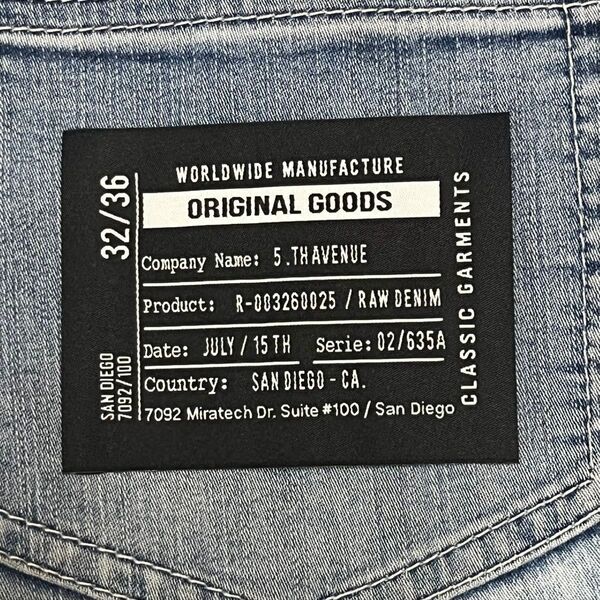 WORLDWIDE MANUFACTURE
ORIGINAL GOODS
Company Name: 5.THAVENUE
Product: R-003260025 / RAW DENIM
Date: JULY / 15TH Serie: 02/635A
Country: SAN DIEGO - CA.
7092 Miratech Dr. Suite #100 / San Diego
32/36
SAN DIEGO
7092/100
CLASSIC GARMENTS